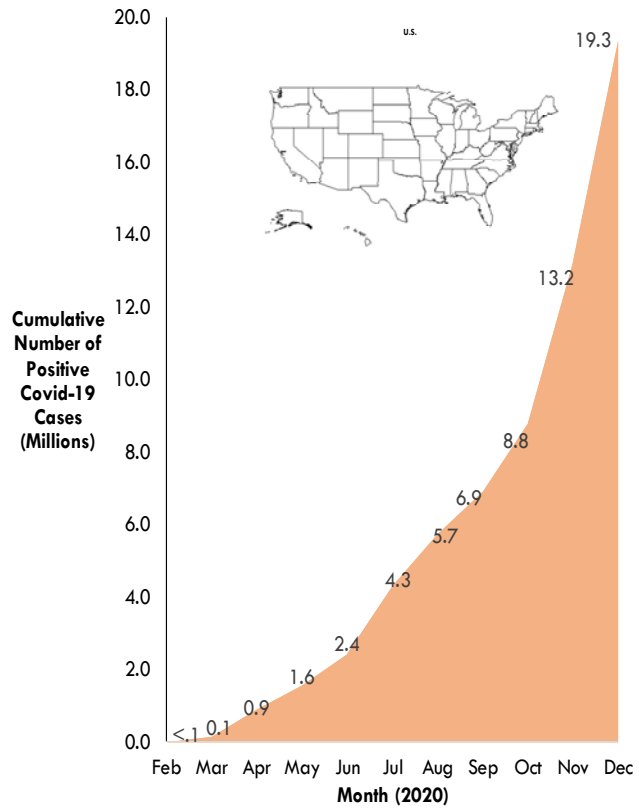 U.S.
20.0
18.0
16.0
14.0
12.0
10.0
8.0
6.0
4.0
2.0
0.0
Cumulative
Number of
Positive
Covid-19
Cases
(Millions)
<.1
0.1
0.9
1.6
2.4
4.3
5.7
6.9
8.8
13.2
19.3
Feb Mar Apr May Jun Jul Aug Sep Oct Nov Dec
Month (2020)